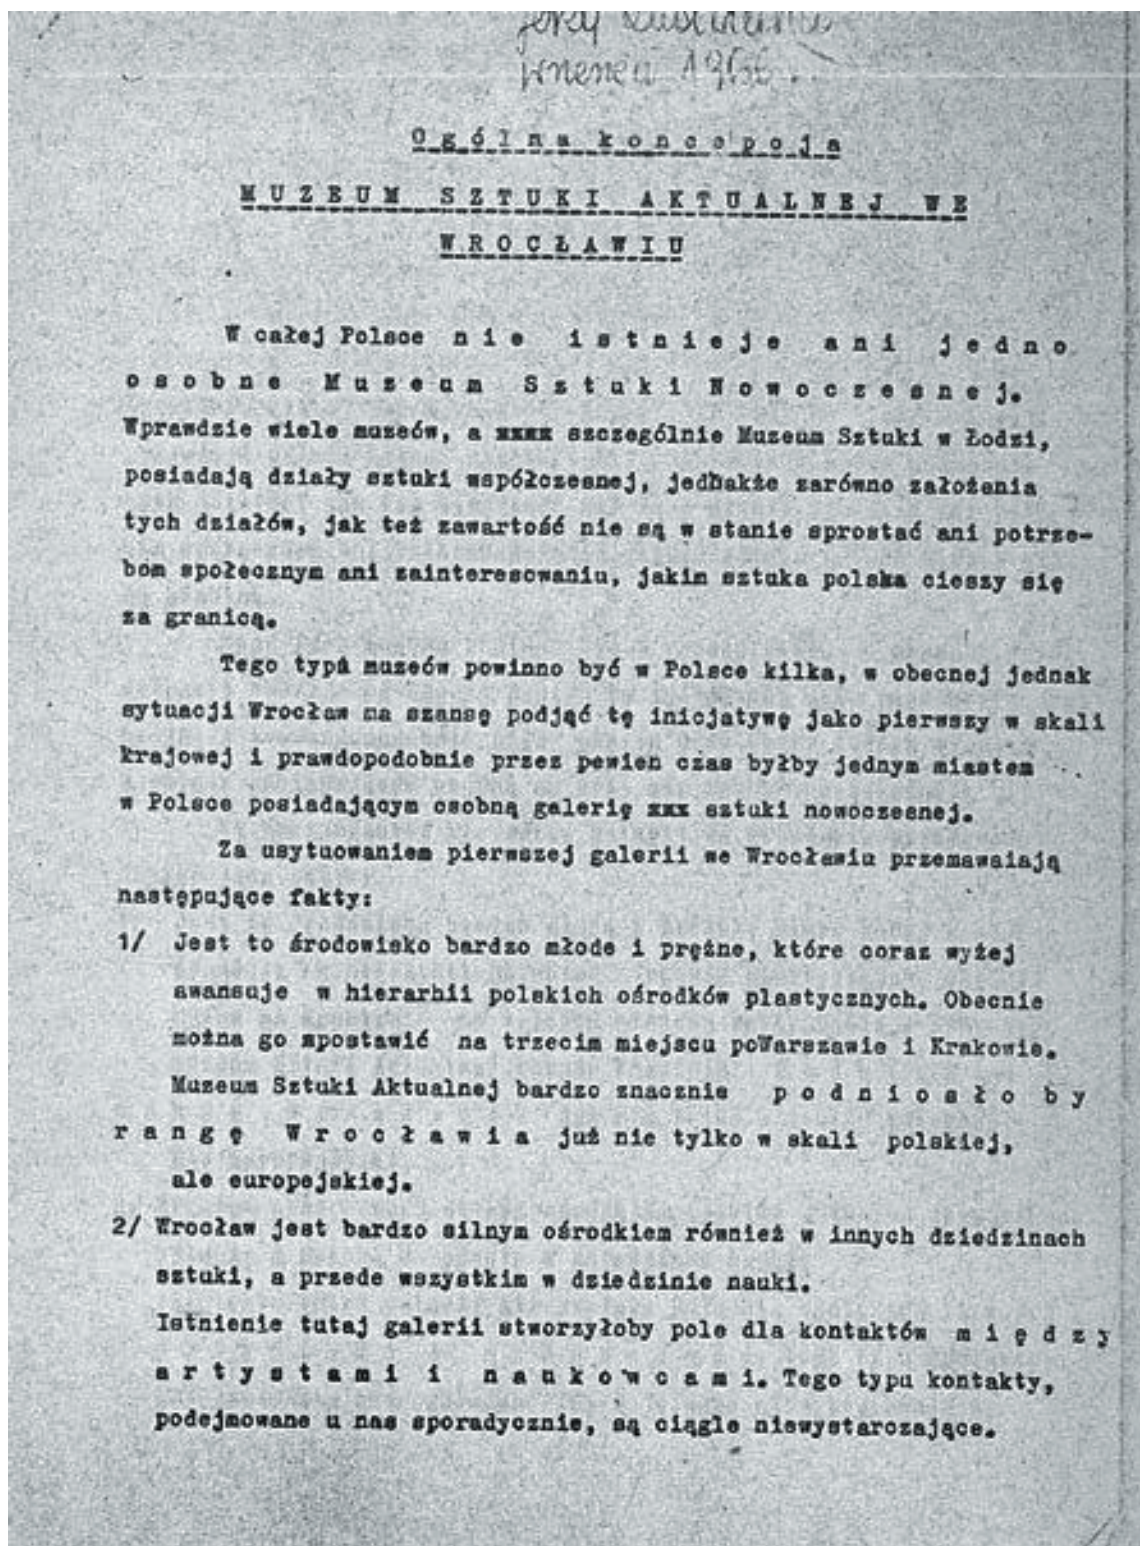 Jerzy
1966
Ogólna koncepcja
MUZEUM SZTUKI AKTUALNEJ WE
WROCŁAWIU
W całej Polsce nie istnieje ani jedno
osobne Muzeum Sztuki Nowoczesnej.
Wprawdzie wiele muzeów, a xxxx szczególnie Muzeum Sztuki w Łodzi,
posiadają działy sztuki współczesnej, jednakże zarówno założenia
tych działów, jak też zawartość nie są w stanie sprostać ani potrze-
bom społecznym ani zainteresowaniu, jakim sztuka polska cieszy się
za granicą.
Tego typu muzeów powinno być w Polsce kilka, w obecnej jednak
sytuacji Wrocław ma szansę podjąć tę inicjatywę jako pierwszy w skali
krajowej i prawdopodobnie przez pewien czas byłby jednym miastem
w Polsce posiadającym osobną galerię xxx sztuki nowoczesnej.
Za usytuowaniem pierwszej galerii we Wrocławiu przemawaiają
następujące fakty:
1/ Jest to środowisko bardzo młode i prężne, które coraz wyżej
awansuje w hierarhii polskich ośrodków plastycznych. Obecnie
można go mpostawić na trzecim miejscu poWarszawie i Krakowie.
Muzeum Sztuki Aktualnej bardzo znacznie podniosło by
rangę Wrocławia już nie tylko w skali polskiej,
ale europejskiej.
2/ Wrocław jest bardzo silnym ośrodkiem również w innych dziedzinach
sztuki, a przede wszystkim w dziedzinie nauki.
Istnienie tutaj galerii stworzyłoby pole dla kontaktów między
artystami i naukowcami. Tego typu kontakty,
podejmowane u nas sporadycznie, są ciągle niewystarczające.